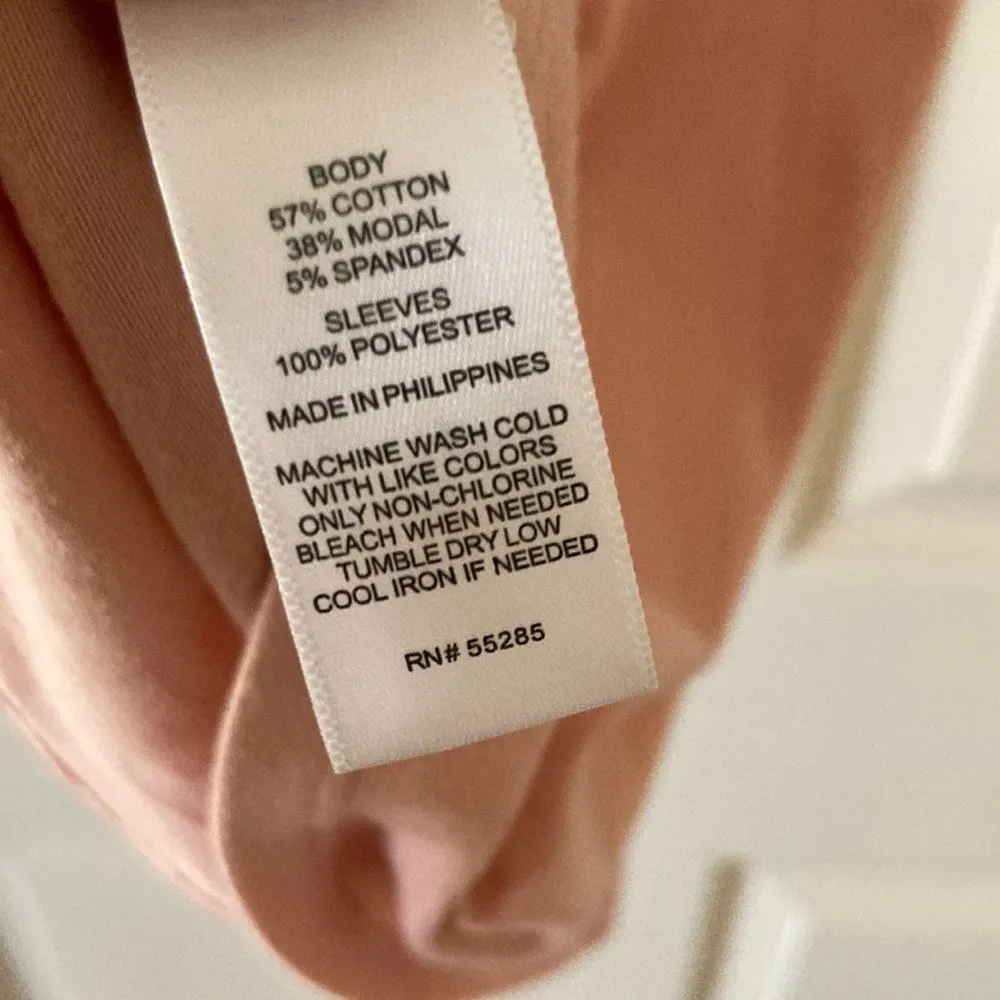 BODY
57% COTTON
38% MODAL
5% SPANDEX
SLEEVES
100% POLYESTER
MADE IN PHILIPPINES
MACHINE WASH COLD
WITH LIKE COLORS
ONLY NON-CHLORINE
BLEACH WHEN NEEDED
TUMBLE DRY LOW
COOL IRON IF NEEDED
RN# 55285